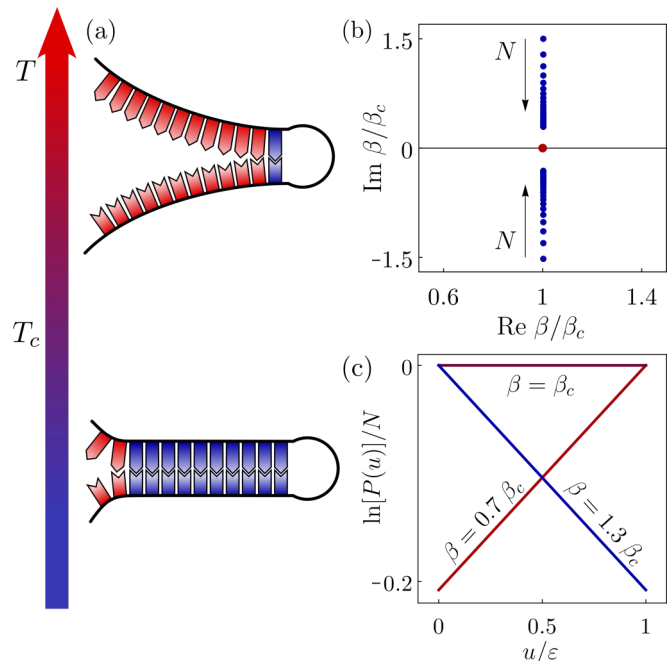 (a)
T
T_c
(b)
1.5
0
-1.5
Im β/β_c
N
N
0.6
1
1.4
Re β/β_c
(c)
0
-0.2
ln[P(u)]/N
β = β_c
β = 0.7 β_c
β = 1.3 β_c
0
0.5
1
u/ε